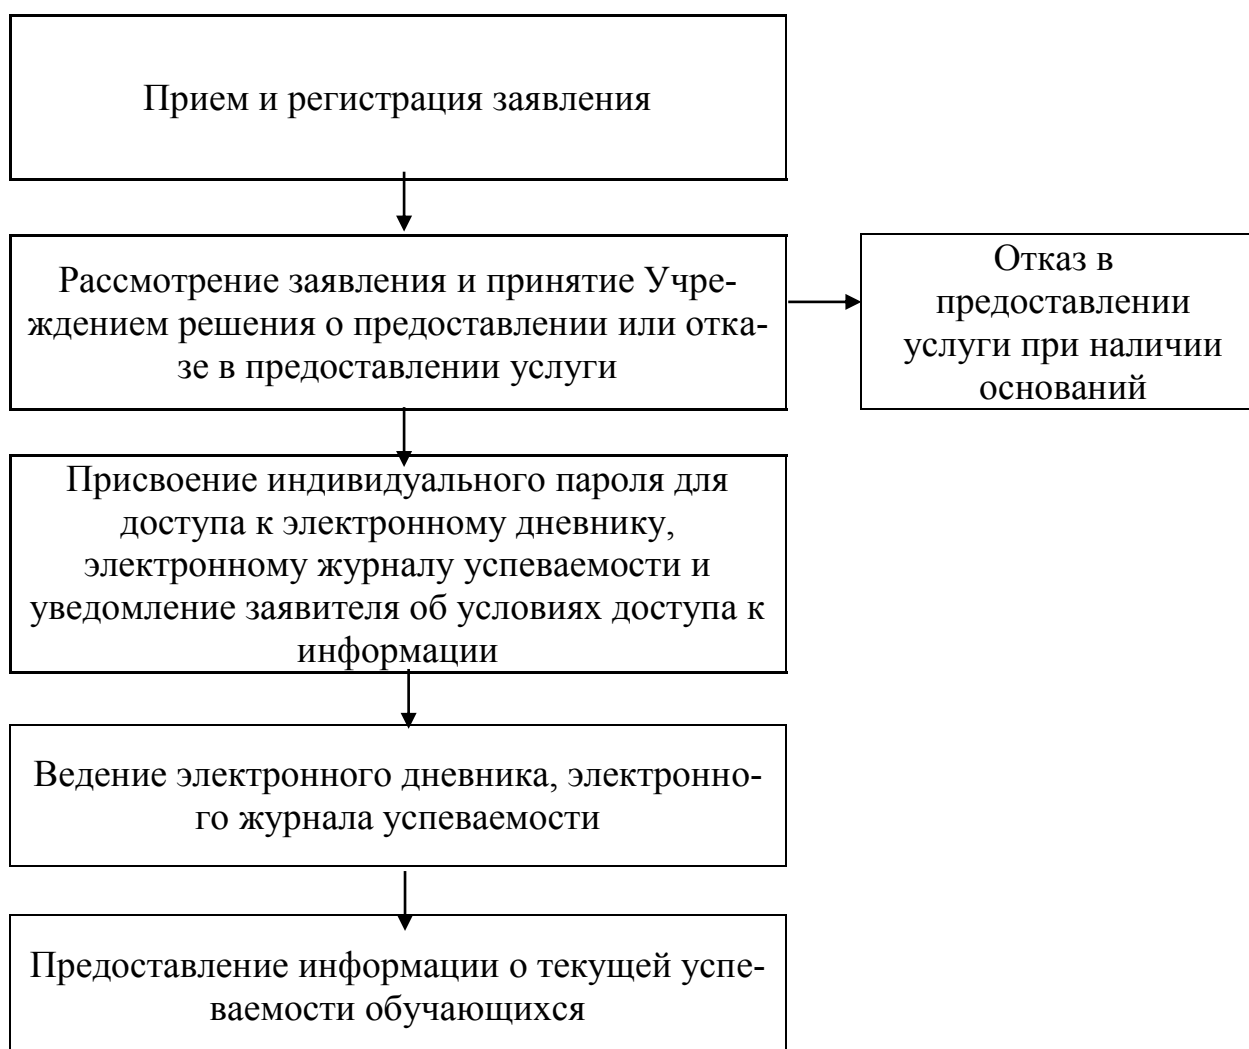 Прием и регистрация заявления
Рассмотрение заявления и принятие Учре-
ждением решения о предоставлении или отка-
зе в предоставлении услуги
Отказ в
предоставлении
услуги при наличии
оснований
Присвоение индивидуального пароля для
доступа к электронному дневнику,
электронному журналу успеваемости и
уведомление заявителя об условиях доступа к
информации
Ведение электронного дневника, электронно-
го журнала успеваемости
Предоставление информации о текущей успе-
ваемости обучающихся